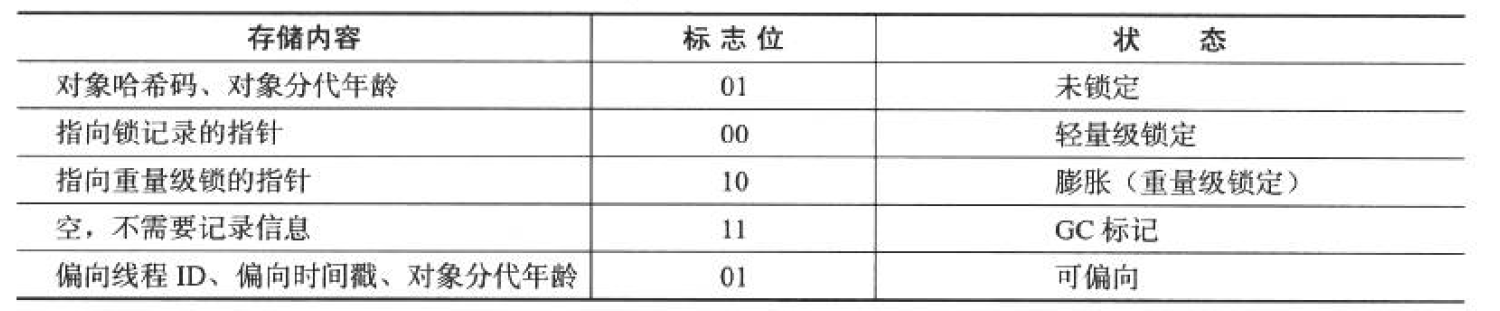 存储内容 标志位 状态
对象哈希码、对象分代年龄 01 未锁定
指向锁记录的指针 00 轻量级锁定
指向重量级锁的指针 10 膨胀（重量级锁定）
空，不需要记录信息 11 GC 标记
偏向线程 ID、偏向时间戳、对象分代年龄 01 可偏向